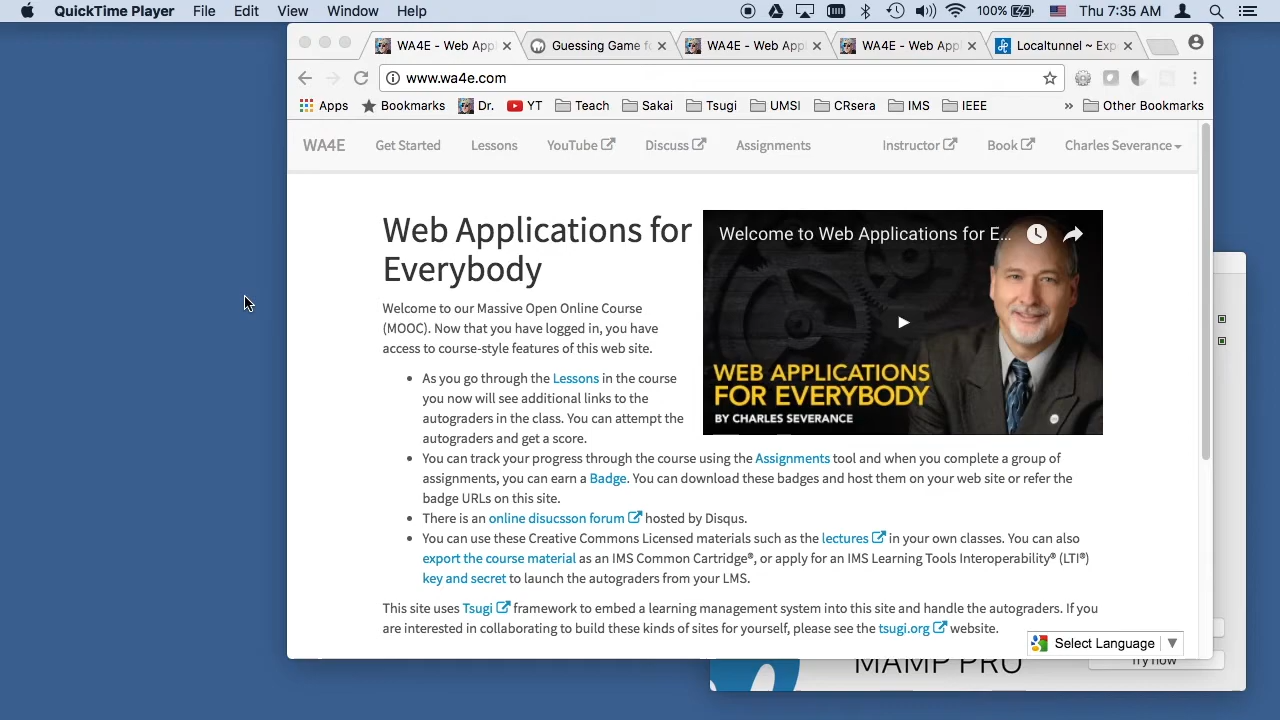 QuickTime Player File Edit View Window Help 100% Thu 7:35 AM
WA4E - Web App Guessing Game fo WA4E - Web App WA4E - Web App Localtunnel ~ Exp
www.wa4e.com
Apps Bookmarks Dr. YT Teach Sakai Tsugi UMSI CRsera IMS IEEE » Other Bookmarks
WA4E Get Started Lessons YouTube Discuss Assignments Instructor Book Charles Severance
Web Applications for
Everybody
Welcome to our Massive Open Online Course
(MOOC). Now that you have logged in, you have
access to course-style features of this web site.
• As you go through the Lessons in the course
you now will see additional links to the
autograders in the class. You can attempt the
autograders and get a score.
Welcome to Web Applications for E...
WEB APPLICATIONS
FOR EVERYBODY
BY CHARLES SEVERANCE
• You can track your progress through the course using the Assignments tool and when you complete a group of
assignments, you can earn a Badge. You can download these badges and host them on your web site or refer the
badge URLs on this site.
• There is an online disucsson forum hosted by Disqus.
• You can use these Creative Commons Licensed materials such as the lectures in your own classes. You can also
export the course material as an IMS Common Cartridge®, or apply for an IMS Learning Tools Interoperability® (LTI®)
key and secret to launch the autograders from your LMS.
This site uses Tsugi framework to embed a learning management system into this site and handle the autograders. If you
are interested in collaborating to build these kinds of sites for yourself, please see the tsugi.org website.
Select Language ▼
MAMP PRO Try now